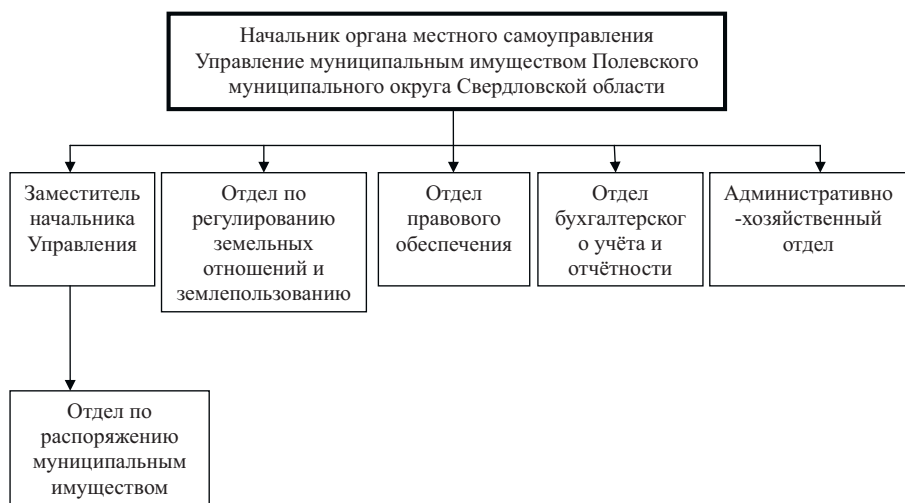 Начальник органа местного самоуправления
Управление муниципальным имуществом Полевского
муниципального округа Свердловской области
Заместитель
начальника
Управления
Отдел по
регулированию
земельных
отношений и
землепользованию
Отдел
правового
обеспечения
Отдел
бухгалтерског
о учёта и
отчётности
Административно
-хозяйственный
отдел
Отдел по
распоряжению
муниципальным
имуществом